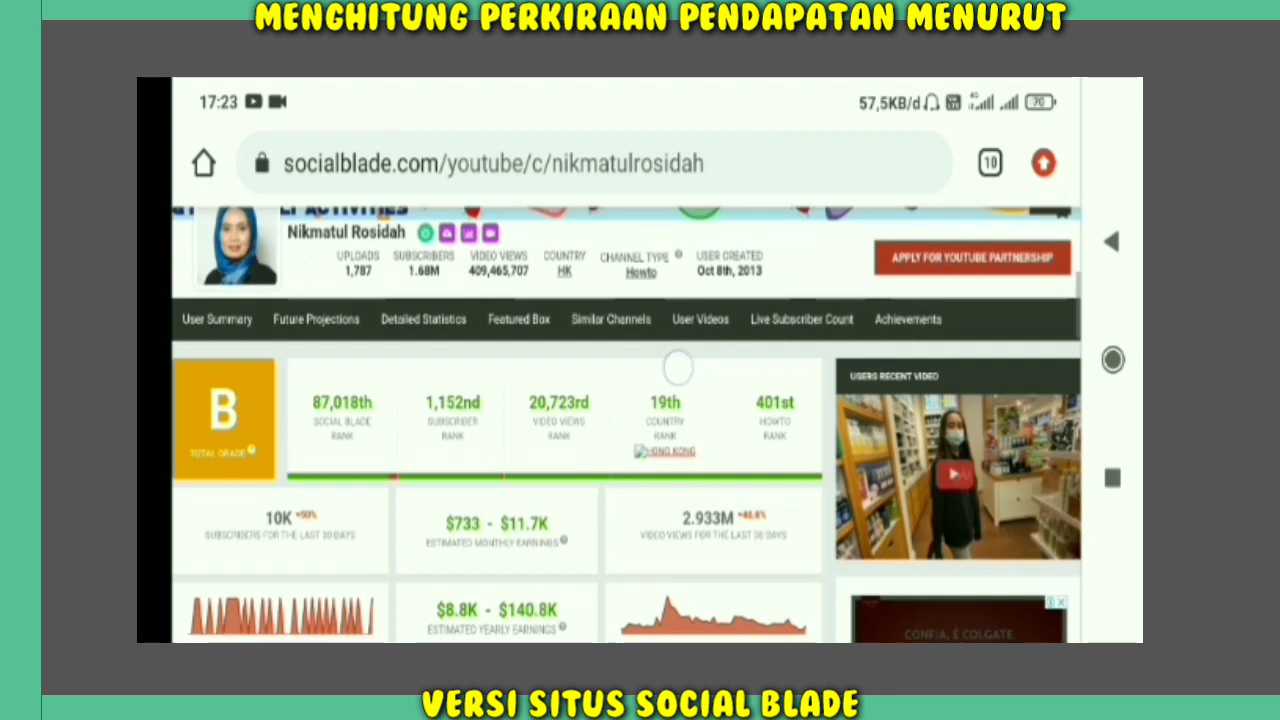 MENGHITUNG PERKIRAAN PENDAPATAN MENURUT
17:23
57,5KB/d
4G
70
socialblade.com/youtube/c/nikmatulrosidah
10
ACTIVITIES
Nikmatul Rosidah
UPLOADS SUBSCRIBERS VIDEO VIEWS COUNTRY CHANNEL TYPE USER CREATED
1,787 1.68M 409,465,707 HK Howto Oct 8th, 2013
APPLY FOR YOUTUBE PARTNERSHIP
User Summary Future Projections Detailed Statistics Featured Box Similar Channels User Videos Live Subscriber Count Achievements
B
TOTAL GRADE
87,018th 1,152nd 20,723rd 19th 401st
SOCIAL BLADE SUBSCRIBER VIDEO VIEWS COUNTRY HOWTO
RANK RANK RANK RANK RANK
HONG KONG
USERS RECENT VIDEO
10K +50%
SUBSCRIBERS FOR THE LAST 30 DAYS
$733 - $11.7K
ESTIMATED MONTHLY EARNINGS
2.933M
VIDEO VIEWS FOR THE LAST 30 DAYS
$8.8K - $140.8K
ESTIMATED YEARLY EARNINGS
CONFIA, É COLGATE.
VERSI SITUS SOCIAL BLADE